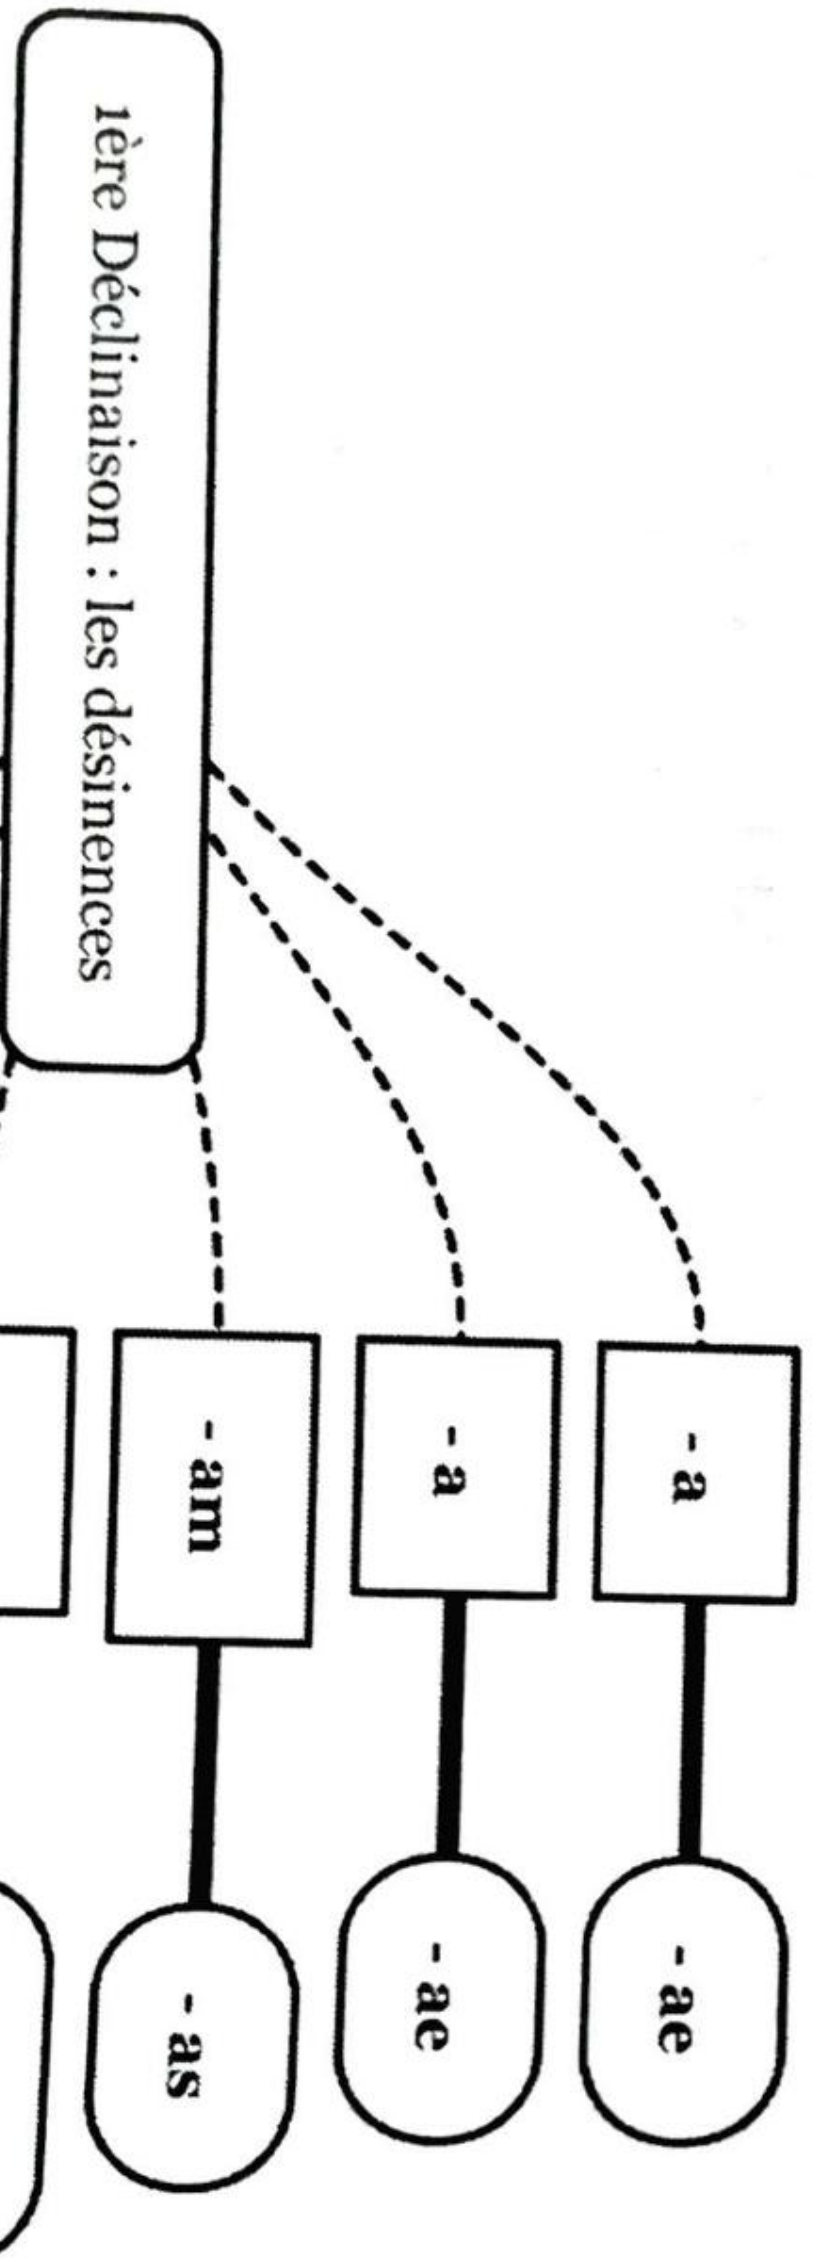 1ère Déclinaison : les désinences
- a
- ae
- a
- ae
- am
- as